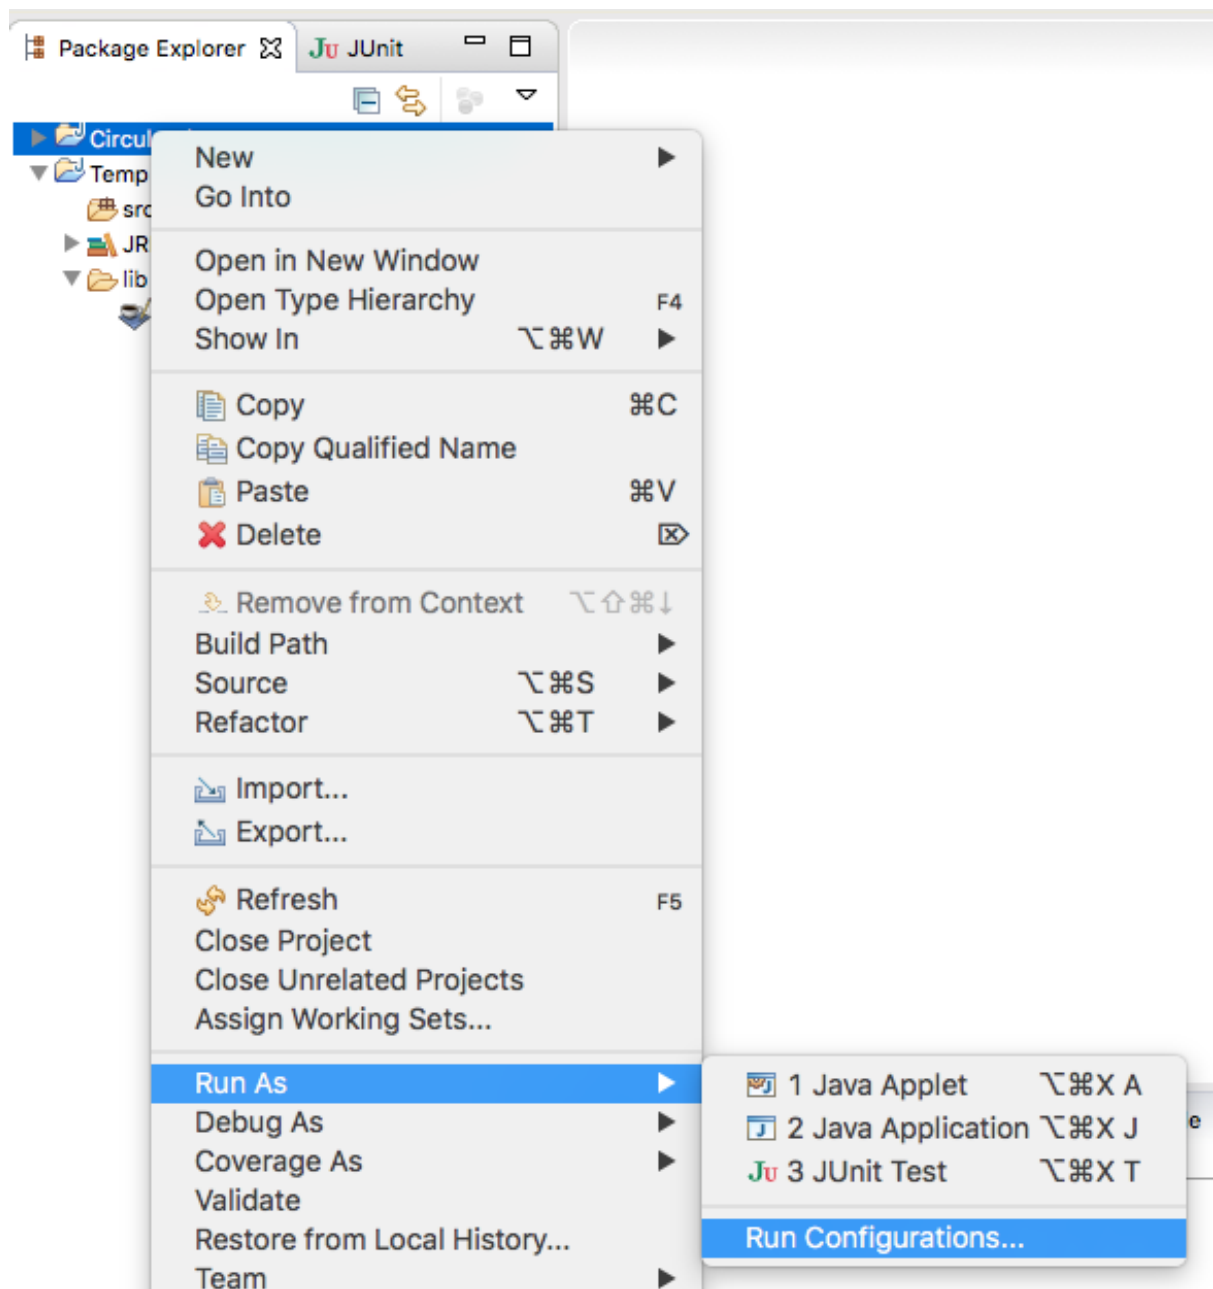 Package Explorer JUnit
New
Go Into
Open in New Window
Open Type Hierarchy F4
Show In ⌥⌘W
Copy ⌘C
Copy Qualified Name
Paste ⌘V
Delete ⌦
Remove from Context ⌥⇧⌘↓
Build Path
Source ⌥⌘S
Refactor ⌥⌘T
Import...
Export...
Refresh F5
Close Project
Close Unrelated Projects
Assign Working Sets...
Run As
Debug As
Coverage As
Validate
Restore from Local History...
Team
1 Java Applet ⌥⌘X A
2 Java Application ⌥⌘X J
3 JUnit Test ⌥⌘X T
Run Configurations...
Circul
Temp
src
JR
lib